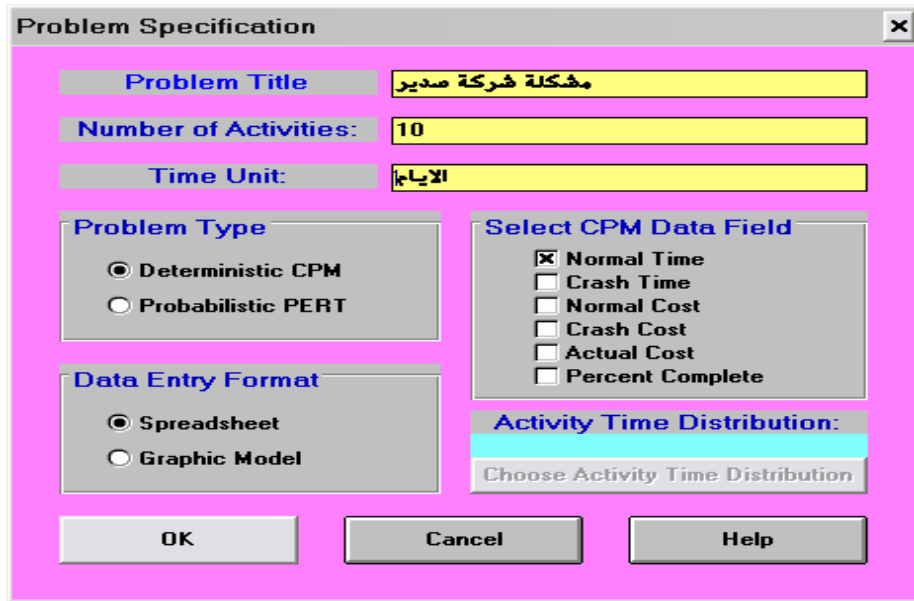 Problem Specification
Problem Title
مشكلة شركة صدير
Number of Activities:
10
Time Unit:
الايام
Problem Type
Deterministic CPM
Probabilistic PERT
Select CPM Data Field
Normal Time
Crash Time
Normal Cost
Crash Cost
Actual Cost
Percent Complete
Data Entry Format
Spreadsheet
Graphic Model
Activity Time Distribution:
Choose Activity Time Distribution
OK
Cancel
Help